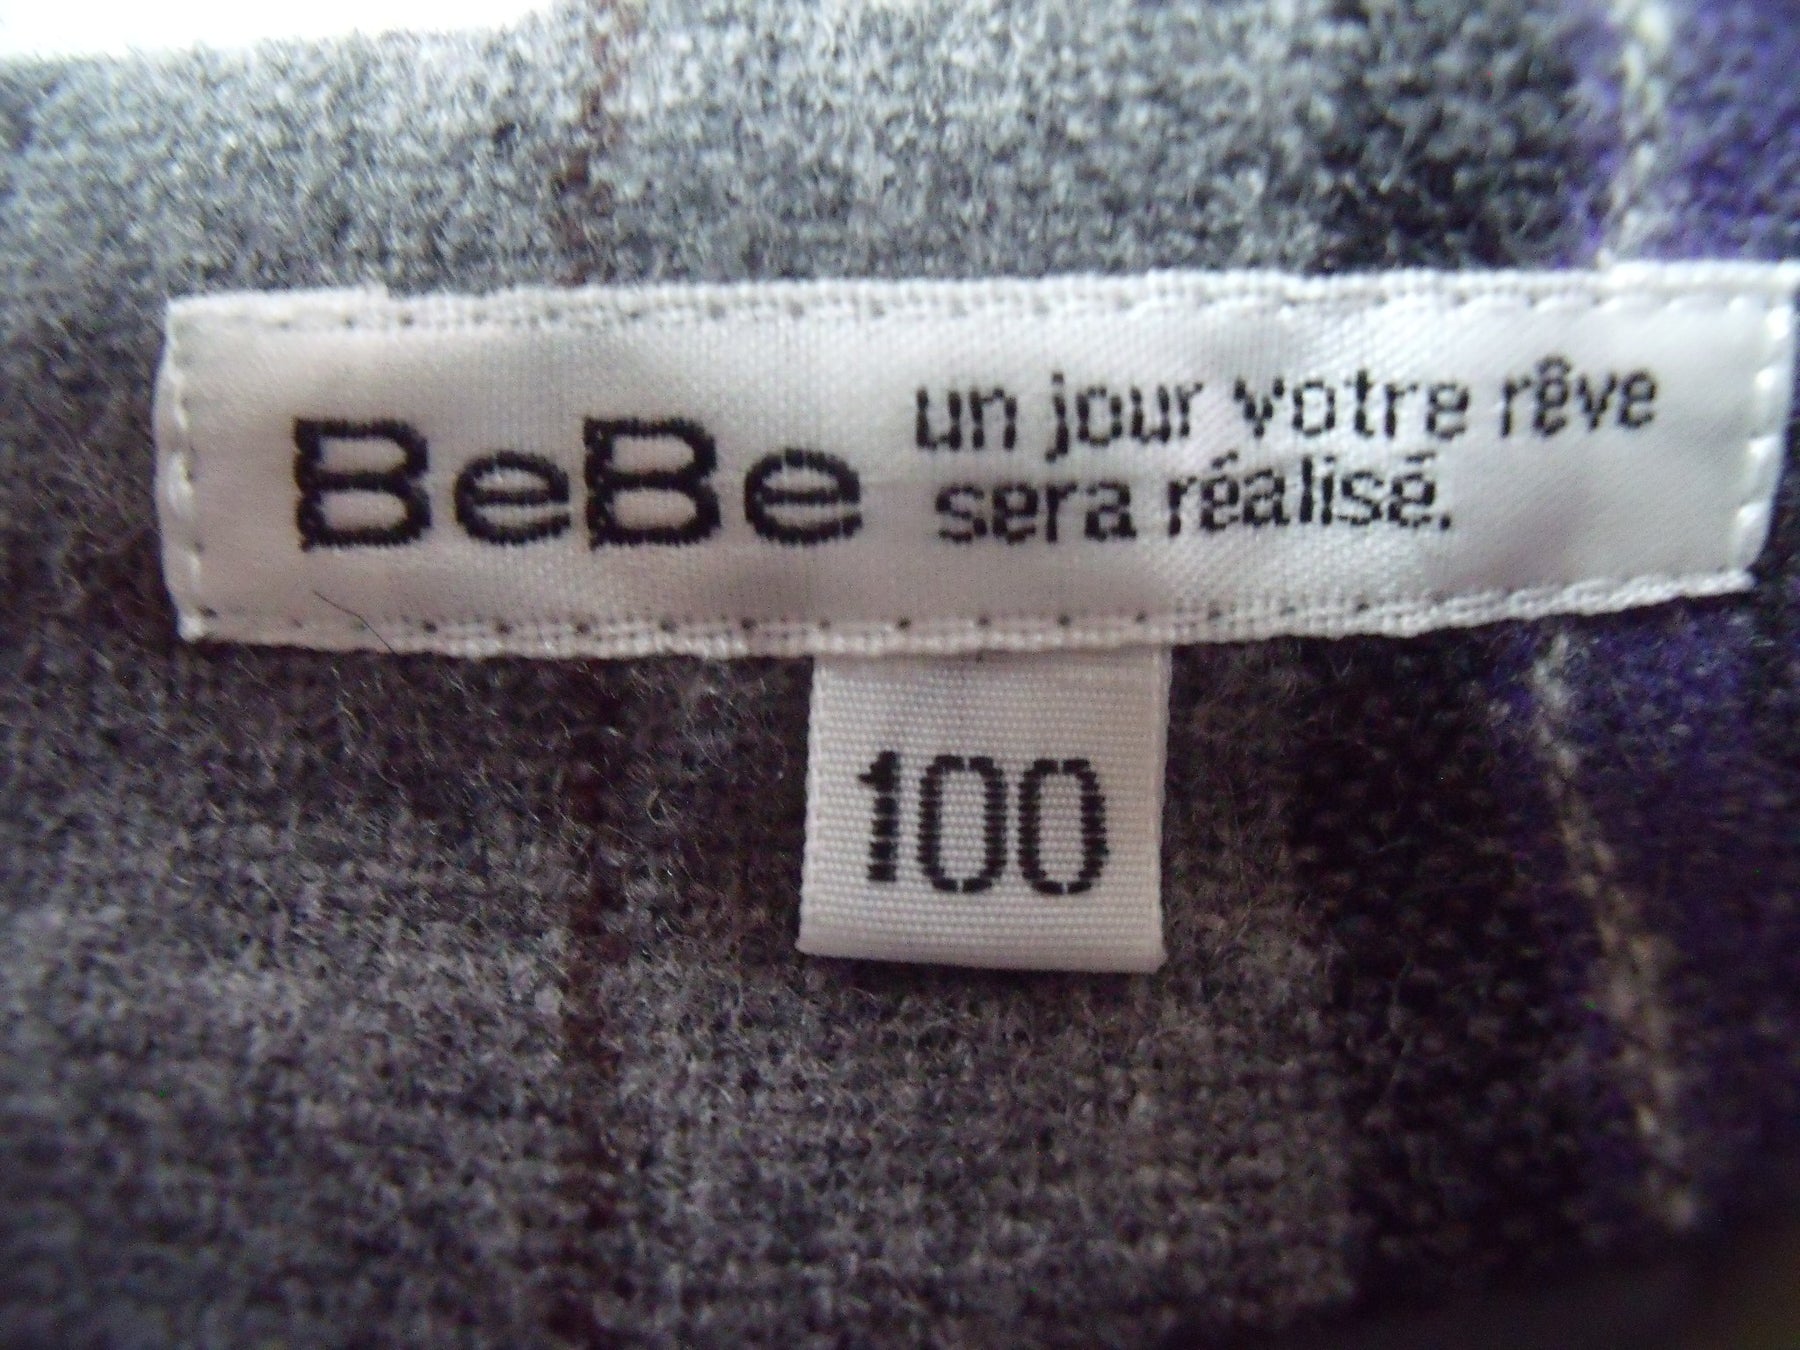 BeBe
un jour votre rêve
sera réalisé.
100